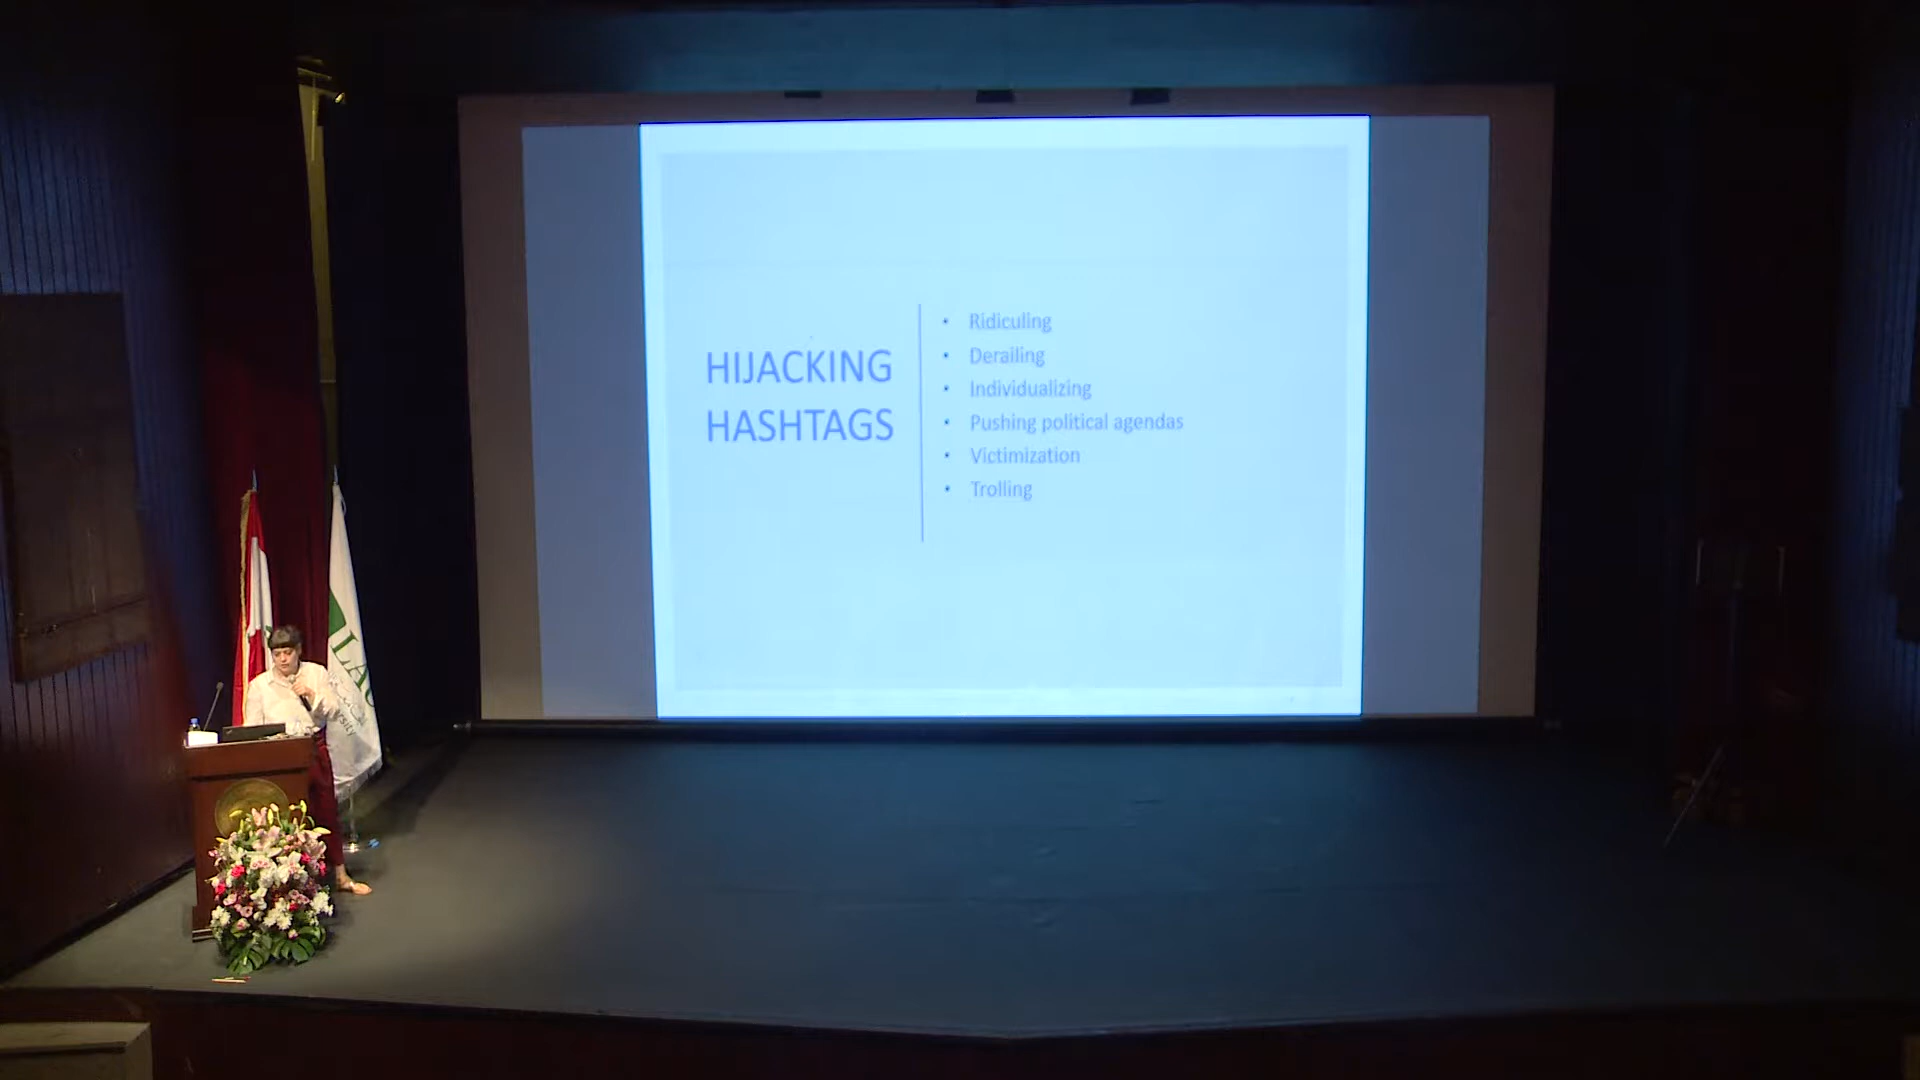 HIJACKING
HASHTAGS
• Ridiculing
• Derailing
• Individualizing
• Pushing political agendas
• Victimization
• Trolling